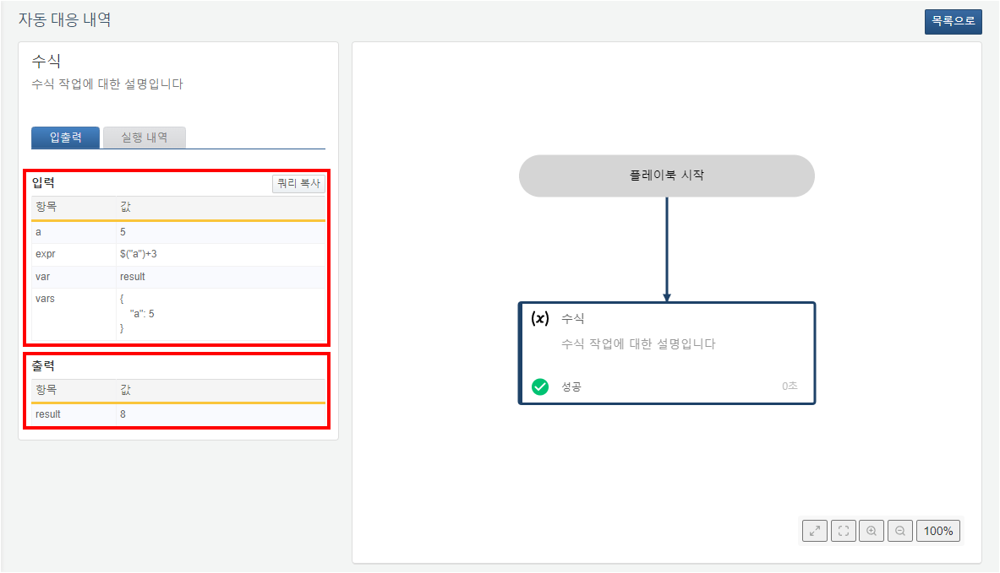 자동 대응 내역
목록으로
수식
수식 작업에 대한 설명입니다
입출력 실행 내역
입력 쿼리 복사
항목 값
a 5
expr $("a")+3
var result
vars {
"a": 5
}
출력
항목 값
result 8
플레이북 시작
(x) 수식
수식 작업에 대한 설명입니다
성공 0초
100%